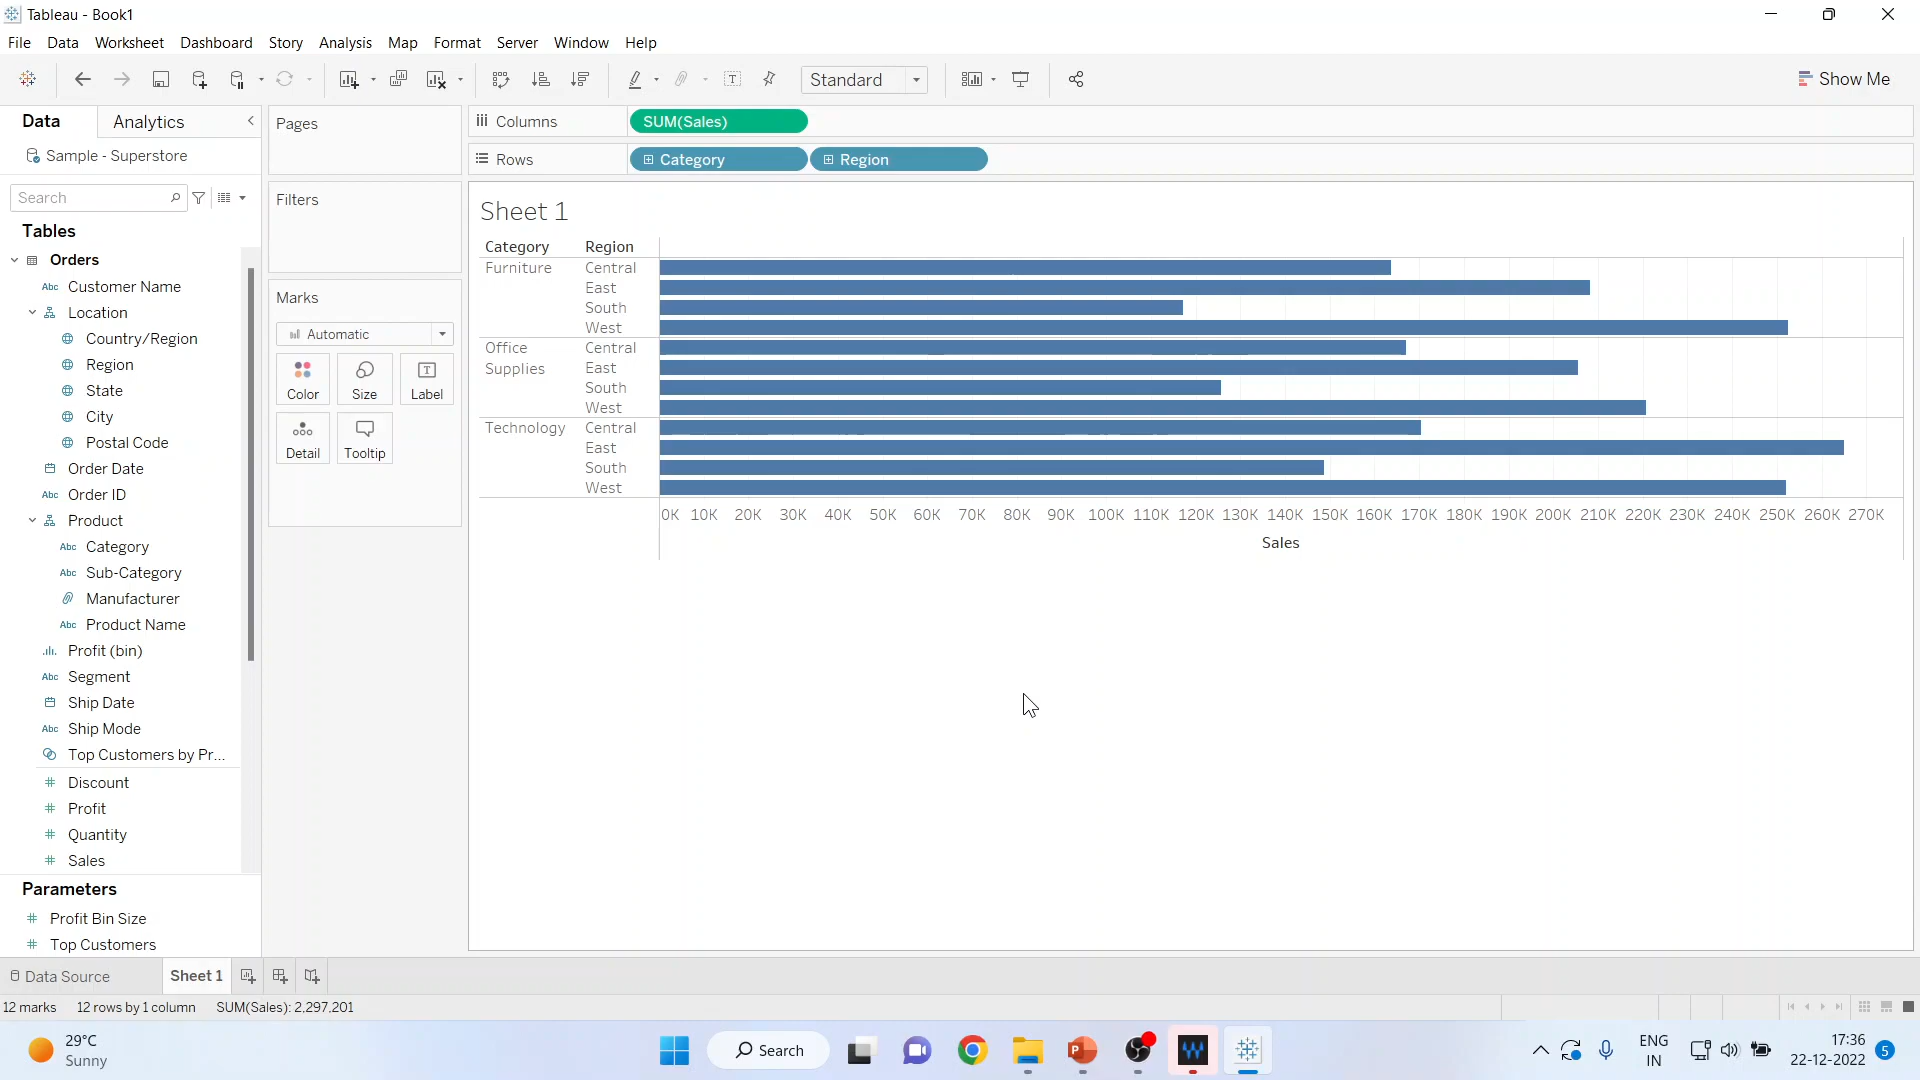 Tableau - Book1
File Data Worksheet Dashboard Story Analysis Map Format Server Window Help
Standard
Show Me
Data Analytics
Sample - Superstore
Search
Tables
Orders
Abc Customer Name
Location
Country/Region
Region
State
City
Postal Code
Order Date
Abc Order ID
Product
Abc Category
Abc Sub-Category
Manufacturer
Abc Product Name
Profit (bin)
Abc Segment
Ship Date
Abc Ship Mode
Top Customers by Pr...
# Discount
# Profit
# Quantity
# Sales
Parameters
# Profit Bin Size
# Top Customers
Pages
Filters
Marks
Automatic
Color Size Label
Detail Tooltip
Columns SUM(Sales)
Rows Category Region
Sheet 1
Category Region
Furniture Central
East
South
West
Office Supplies Central
East
South
West
Technology Central
East
South
West
0K 10K 20K 30K 40K 50K 60K 70K 80K 90K 100K 110K 120K 130K 140K 150K 160K 170K 180K 190K 200K 210K 220K 230K 240K 250K 260K 270K
Sales
Data Source Sheet 1
12 marks 12 rows by 1 column SUM(Sales): 2,297,201
29°C
Sunny
Search
ENG
IN
17:36
22-12-2022
5